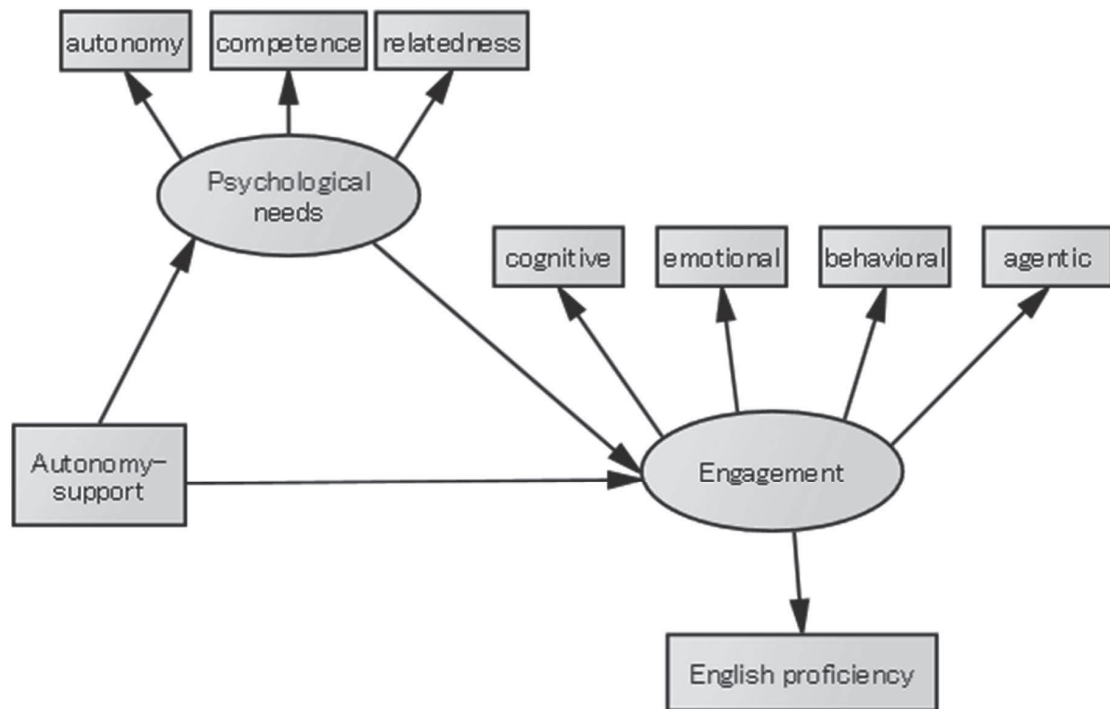 autonomy
competence
relatedness
Psychological
needs
cognitive
emotional
behavioral
agentic
Autonomy-
support
Engagement
English proficiency